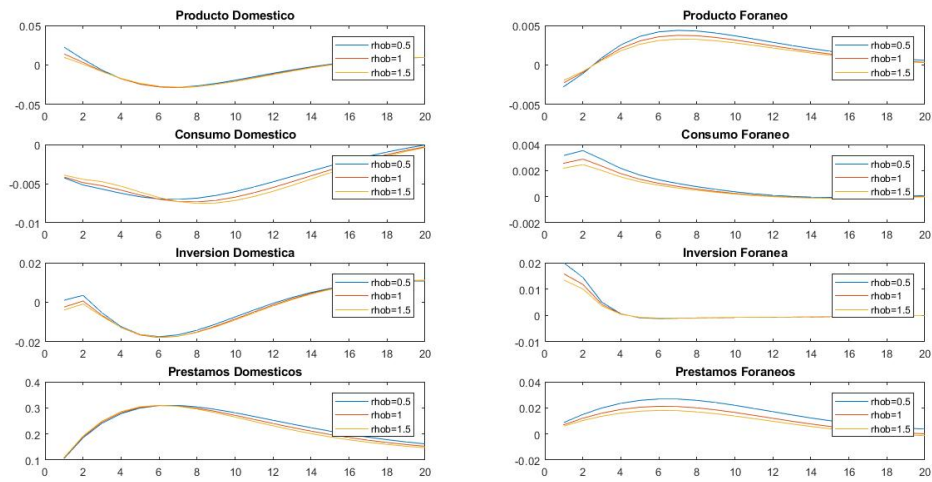 Producto Domestico
0.05
0
-0.05
0 2 4 6 8 10 12 14 16 18 20
rhob=0.5
rhob=1
rhob=1.5
Producto Foraneo
0.005
0
-0.005
0 2 4 6 8 10 12 14 16 18 20
rhob=0.5
rhob=1
rhob=1.5
Consumo Domestico
0
-0.005
-0.01
0 2 4 6 8 10 12 14 16 18 20
rhob=0.5
rhob=1
rhob=1.5
Consumo Foraneo
0.004
0.002
0
-0.002
0 2 4 6 8 10 12 14 16 18 20
rhob=0.5
rhob=1
rhob=1.5
Inversion Domestica
0.02
0
-0.02
0 2 4 6 8 10 12 14 16 18 20
rhob=0.5
rhob=1
rhob=1.5
Inversion Foranea
0.02
0.01
0
-0.01
0 2 4 6 8 10 12 14 16 18 20
rhob=0.5
rhob=1
rhob=1.5
Prestamos Domesticos
0.4
0.3
0.2
0.1
0 2 4 6 8 10 12 14 16 18 20
rhob=0.5
rhob=1
rhob=1.5
Prestamos Foraneos
0.04
0.02
0
-0.02
0 2 4 6 8 10 12 14 16 18 20
rhob=0.5
rhob=1
rhob=1.5